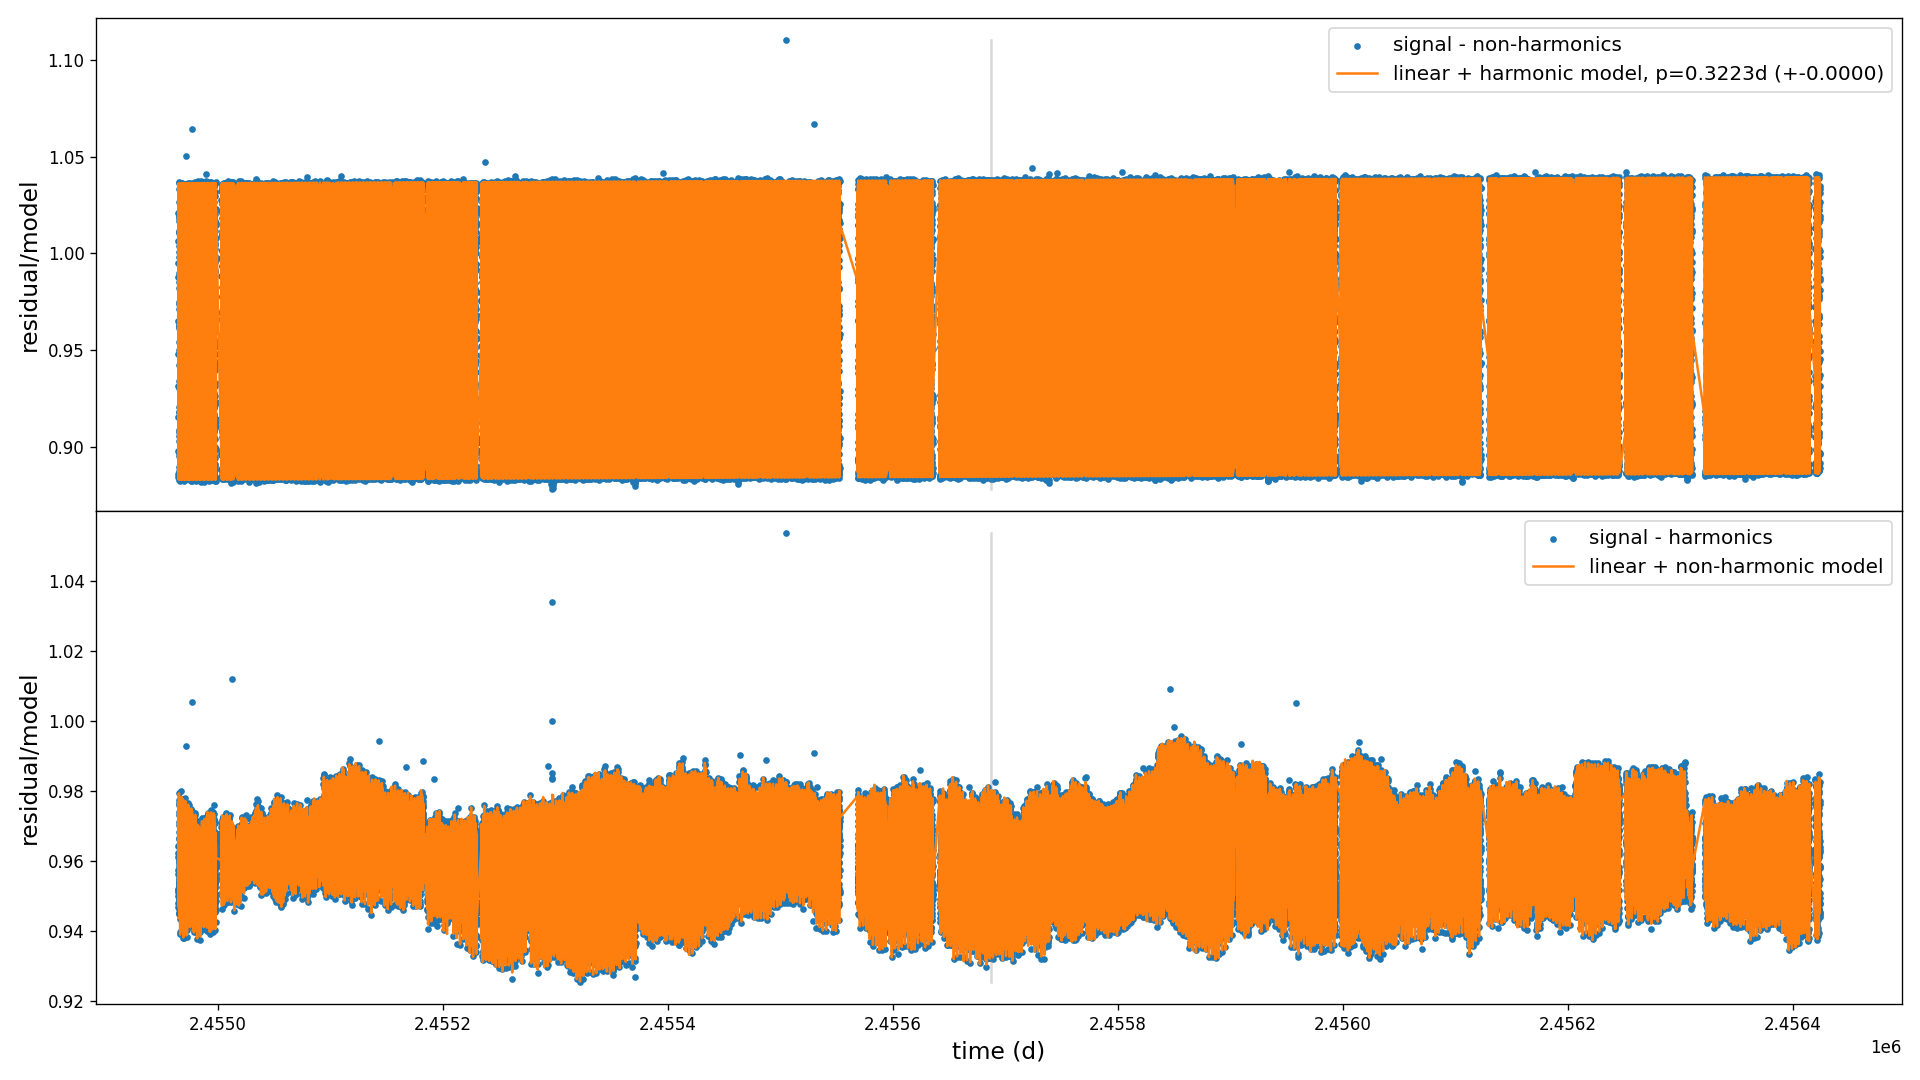 signal - non-harmonics
linear + harmonic model, p=0.3223d (+-0.0000)
1.10
1.05
1.00
0.95
0.90
residual/model
signal - harmonics
linear + non-harmonic model
1.04
1.02
1.00
0.98
0.96
0.94
0.92
residual/model
2.4550 2.4552 2.4554 2.4556 2.4558 2.4560 2.4562 2.4564
time (d)
1e6